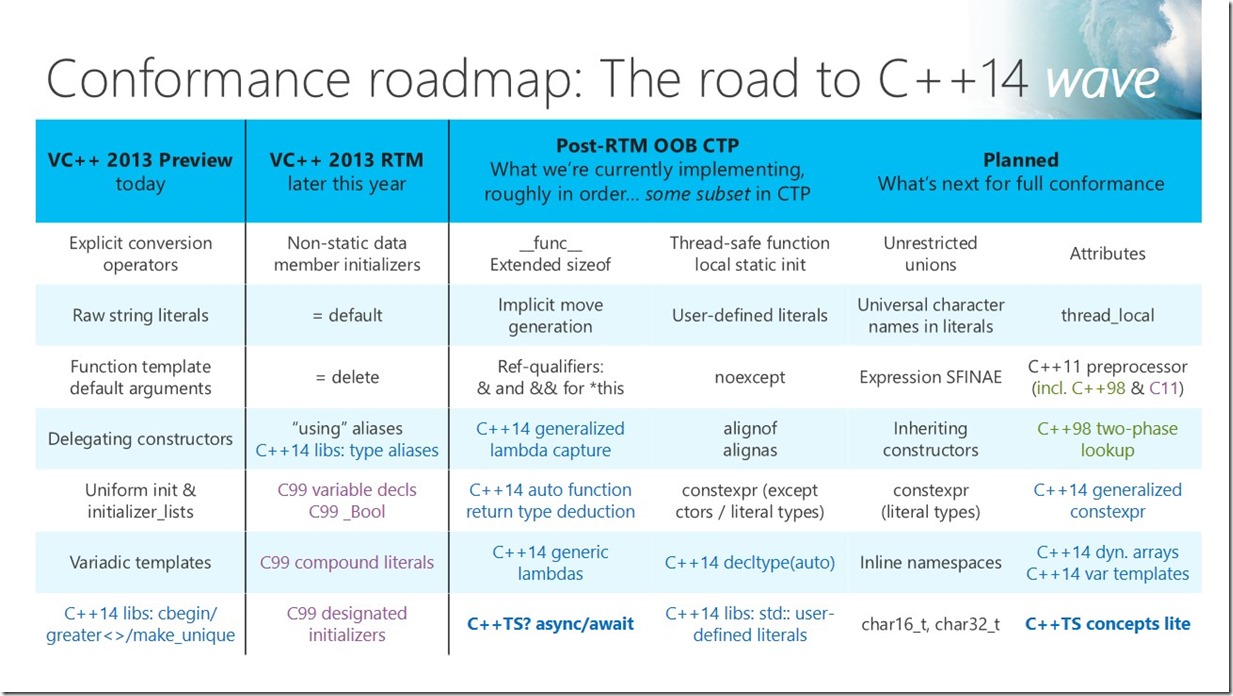 Conformance roadmap: The road to C++14 wave
VC++ 2013 Preview
today
VC++ 2013 RTM
later this year
Post-RTM OOB CTP
What we’re currently implementing,
roughly in order... some subset in CTP
Planned
What’s next for full conformance
Explicit conversion
operators
Non-static data
member initializers
__func__
Extended sizeof
Thread-safe function
local static init
Unrestricted
unions
Attributes
Raw string literals
= default
Implicit move
generation
User-defined literals
Universal character
names in literals
thread_local
Function template
default arguments
= delete
Ref-qualifiers:
& and && for *this
noexcept
Expression SFINAE
C++11 preprocessor
(incl. C++98 & C11)
Delegating constructors
“using” aliases
C++14 libs: type aliases
C++14 generalized
lambda capture
alignof
alignas
Inheriting
constructors
C++98 two-phase
lookup
Uniform init &
initializer_lists
C99 variable decls
C99 _Bool
C++14 auto function
return type deduction
constexpr (except
ctors / literal types)
constexpr
(literal types)
C++14 generalized
constexpr
Variadic templates
C99 compound literals
C++14 generic
lambdas
C++14 decltype(auto)
Inline namespaces
C++14 dyn. arrays
C++14 var templates
C++14 libs: cbegin/
greater<>/make_unique
C99 designated
initializers
C++TS? async/await
C++14 libs: std:: user-
defined literals
char16_t, char32_t
C++TS concepts lite